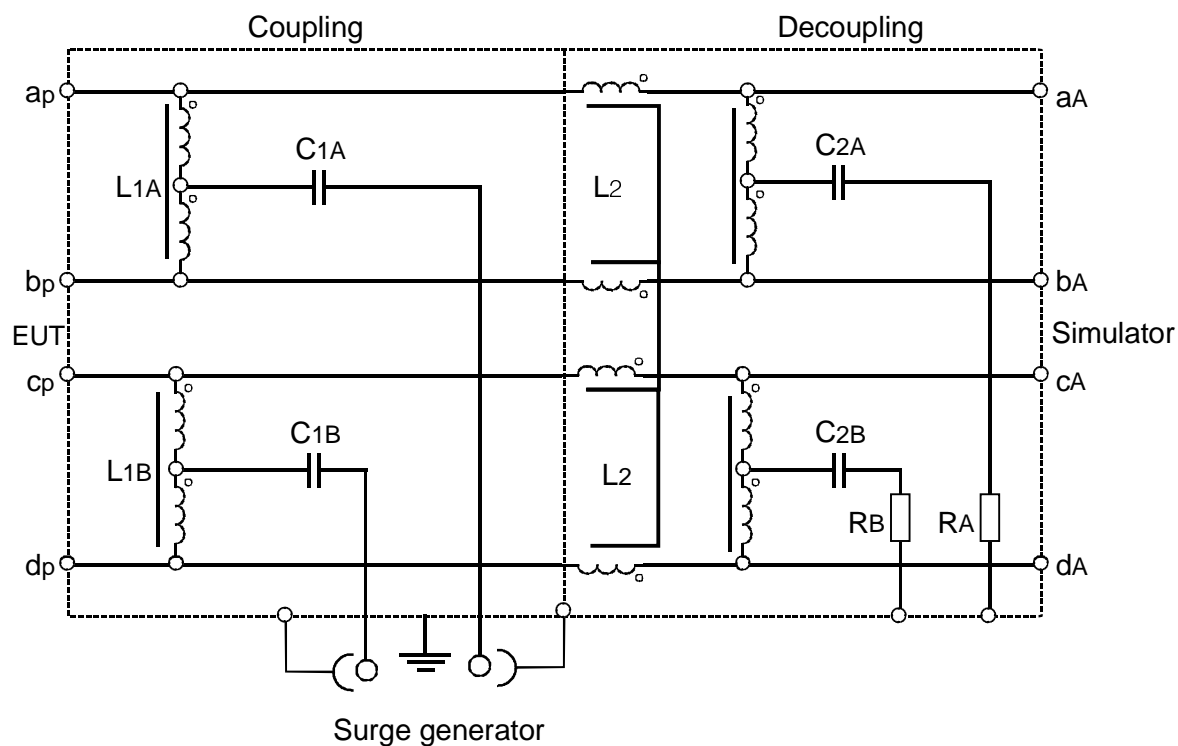 Coupling Decoupling
ap aA
C1A C2A
L1A L2
bp bA
EUT Simulator
cp cA
C1B C2B
L1B L2
RB RA
dp dA
Surge generator